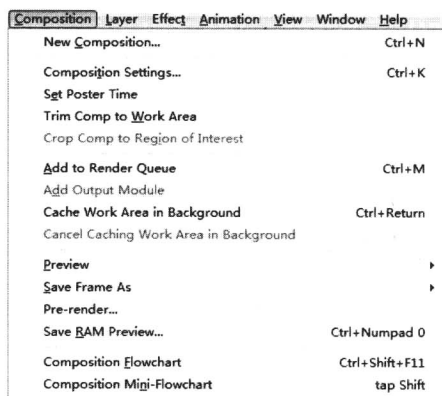 Composition Layer Effect Animation View Window Help
New Composition... Ctrl+N
Composition Settings... Ctrl+K
Set Poster Time
Trim Comp to Work Area
Crop Comp to Region of Interest
Add to Render Queue Ctrl+M
Add Output Module
Cache Work Area in Background Ctrl+Return
Cancel Caching Work Area in Background
Preview
Save Frame As
Pre-render...
Save RAM Preview... Ctrl+Numpad 0
Composition Flowchart Ctrl+Shift+F11
Composition Mini-Flowchart tap Shift